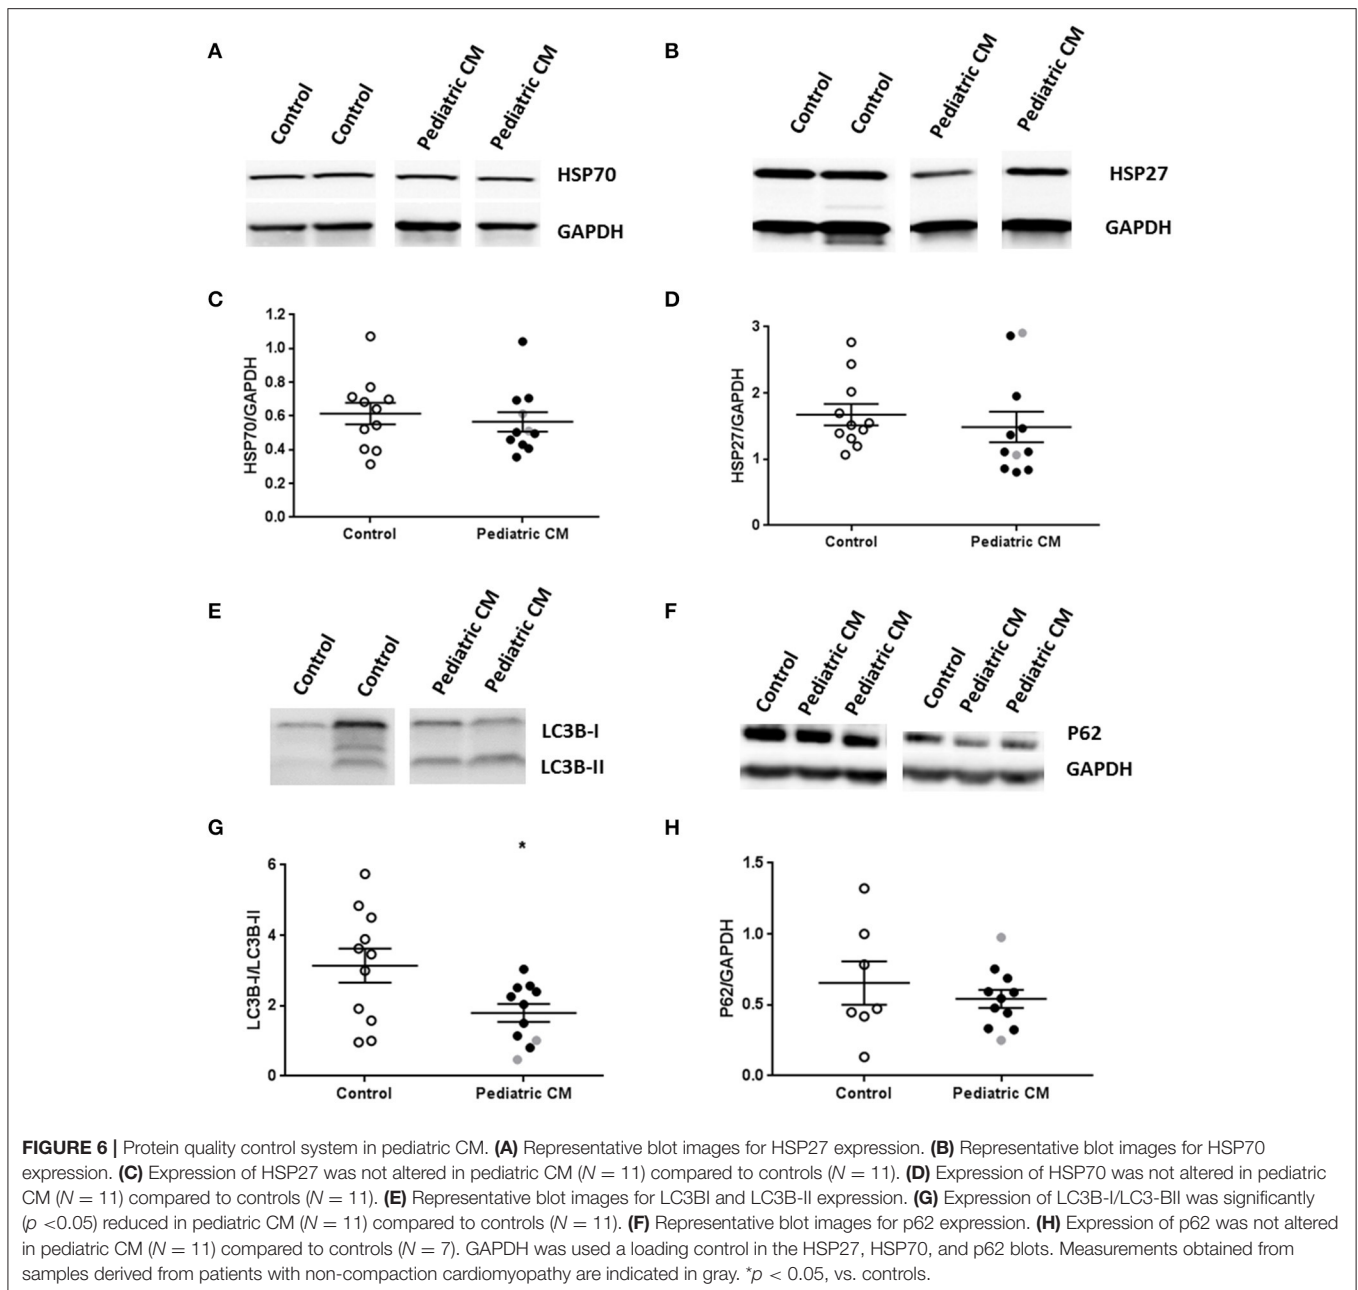 A
Control
Control
Pediatric CM
Pediatric CM
HSP70
GAPDH
B
Control
Control
Pediatric CM
Pediatric CM
HSP27
GAPDH
C
1.2
1.0
0.8
0.6
0.4
0.2
0.0
HSP70/GAPDH
Control
Pediatric CM
D
3
2
1
0
HSP27/GAPDH
Control
Pediatric CM
E
Control
Control
Pediatric CM
Pediatric CM
LC3B-I
LC3B-II
F
Control
Pediatric CM
Pediatric CM
Control
Pediatric CM
Pediatric CM
P62
GAPDH
G
*
6
4
2
0
LC3B-I/LC3B-II
Control
Pediatric CM
H
1.5
1.0
0.5
0.0
P62/GAPDH
Control
Pediatric CM
FIGURE 6 | Protein quality control system in pediatric CM. (A) Representative blot images for HSP27 expression. (B) Representative blot images for HSP70
expression. (C) Expression of HSP27 was not altered in pediatric CM (N = 11) compared to controls (N = 11). (D) Expression of HSP70 was not altered in pediatric
CM (N = 11) compared to controls (N = 11). (E) Representative blot images for LC3BI and LC3B-II expression. (G) Expression of LC3B-I/LC3-BII was significantly
(p <0.05) reduced in pediatric CM (N = 11) compared to controls (N = 11). (F) Representative blot images for p62 expression. (H) Expression of p62 was not altered
in pediatric CM (N = 11) compared to controls (N = 7). GAPDH was used a loading control in the HSP27, HSP70, and p62 blots. Measurements obtained from
samples derived from patients with non-compaction cardiomyopathy are indicated in gray. *p < 0.05, vs. controls.